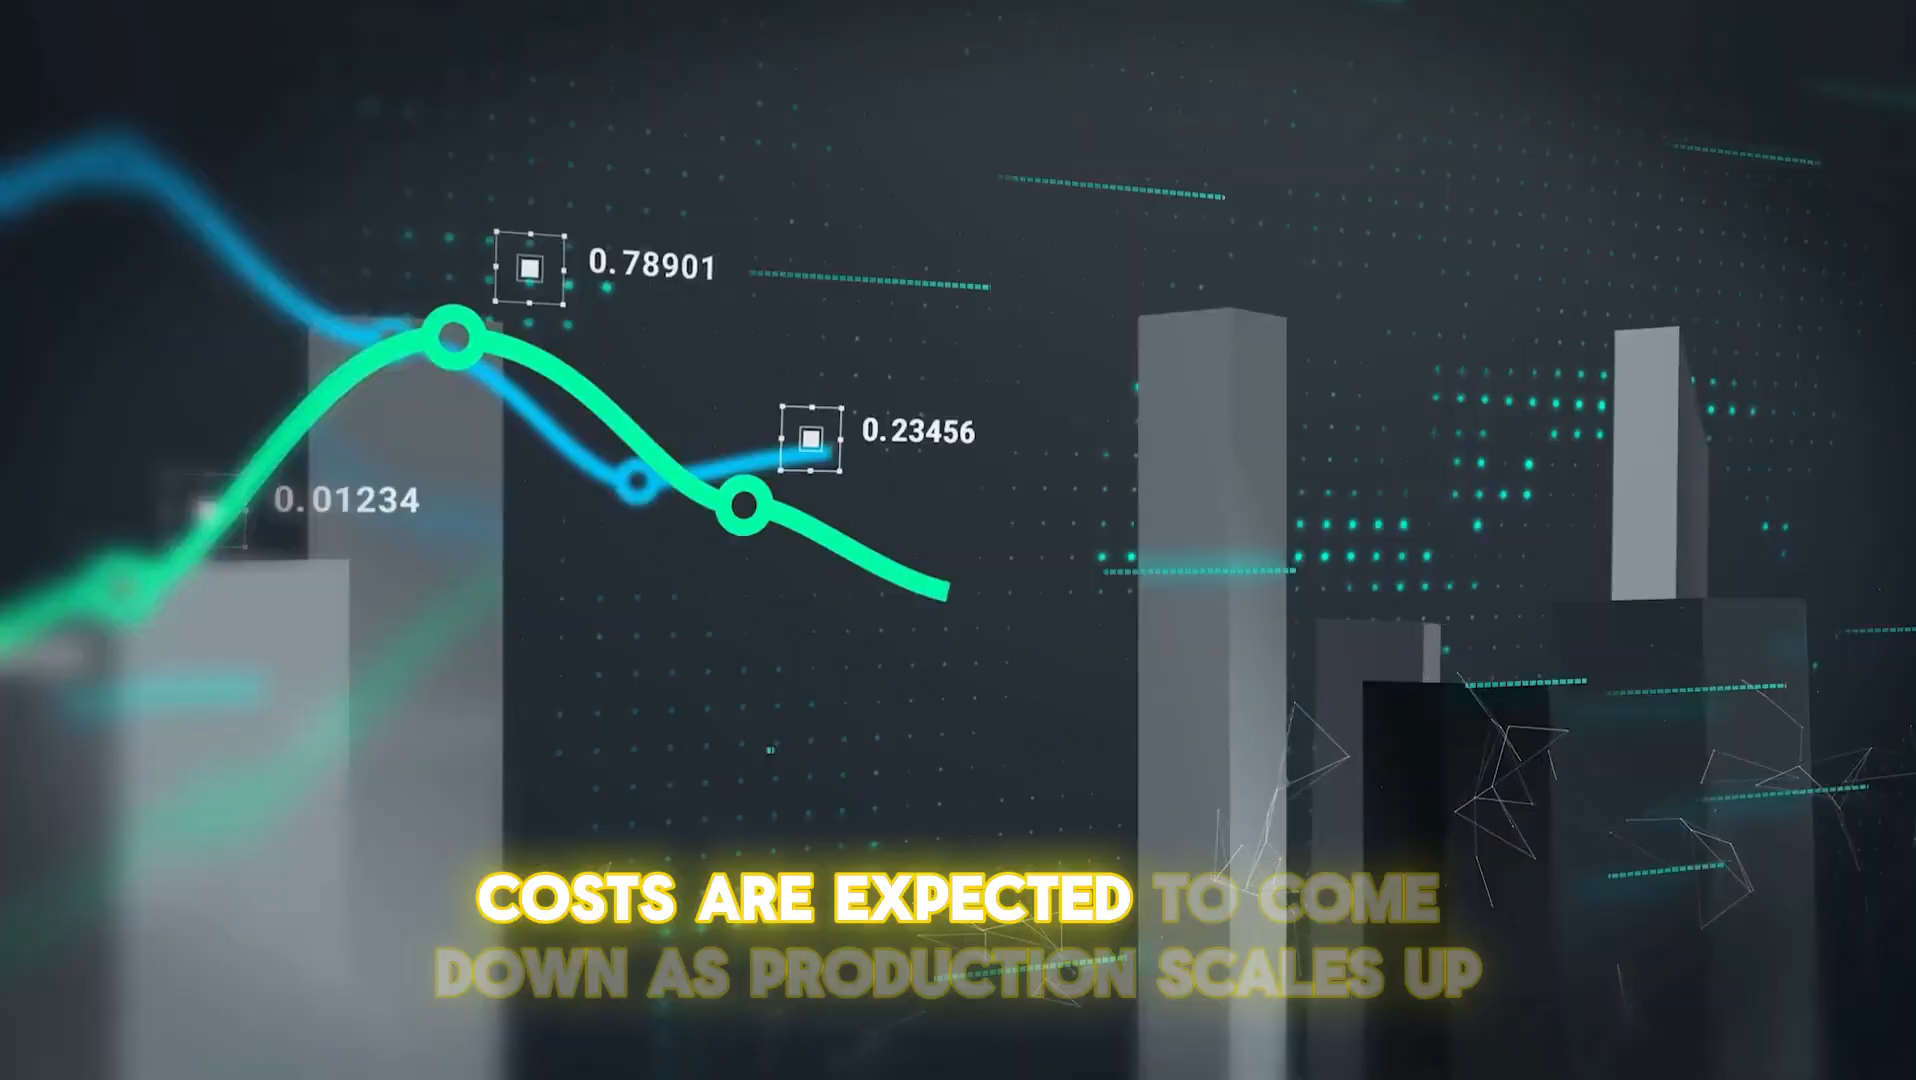 0.78901
0.23456
0.01234
COSTS ARE EXPECTED TO COME
DOWN AS PRODUCTION SCALES UP